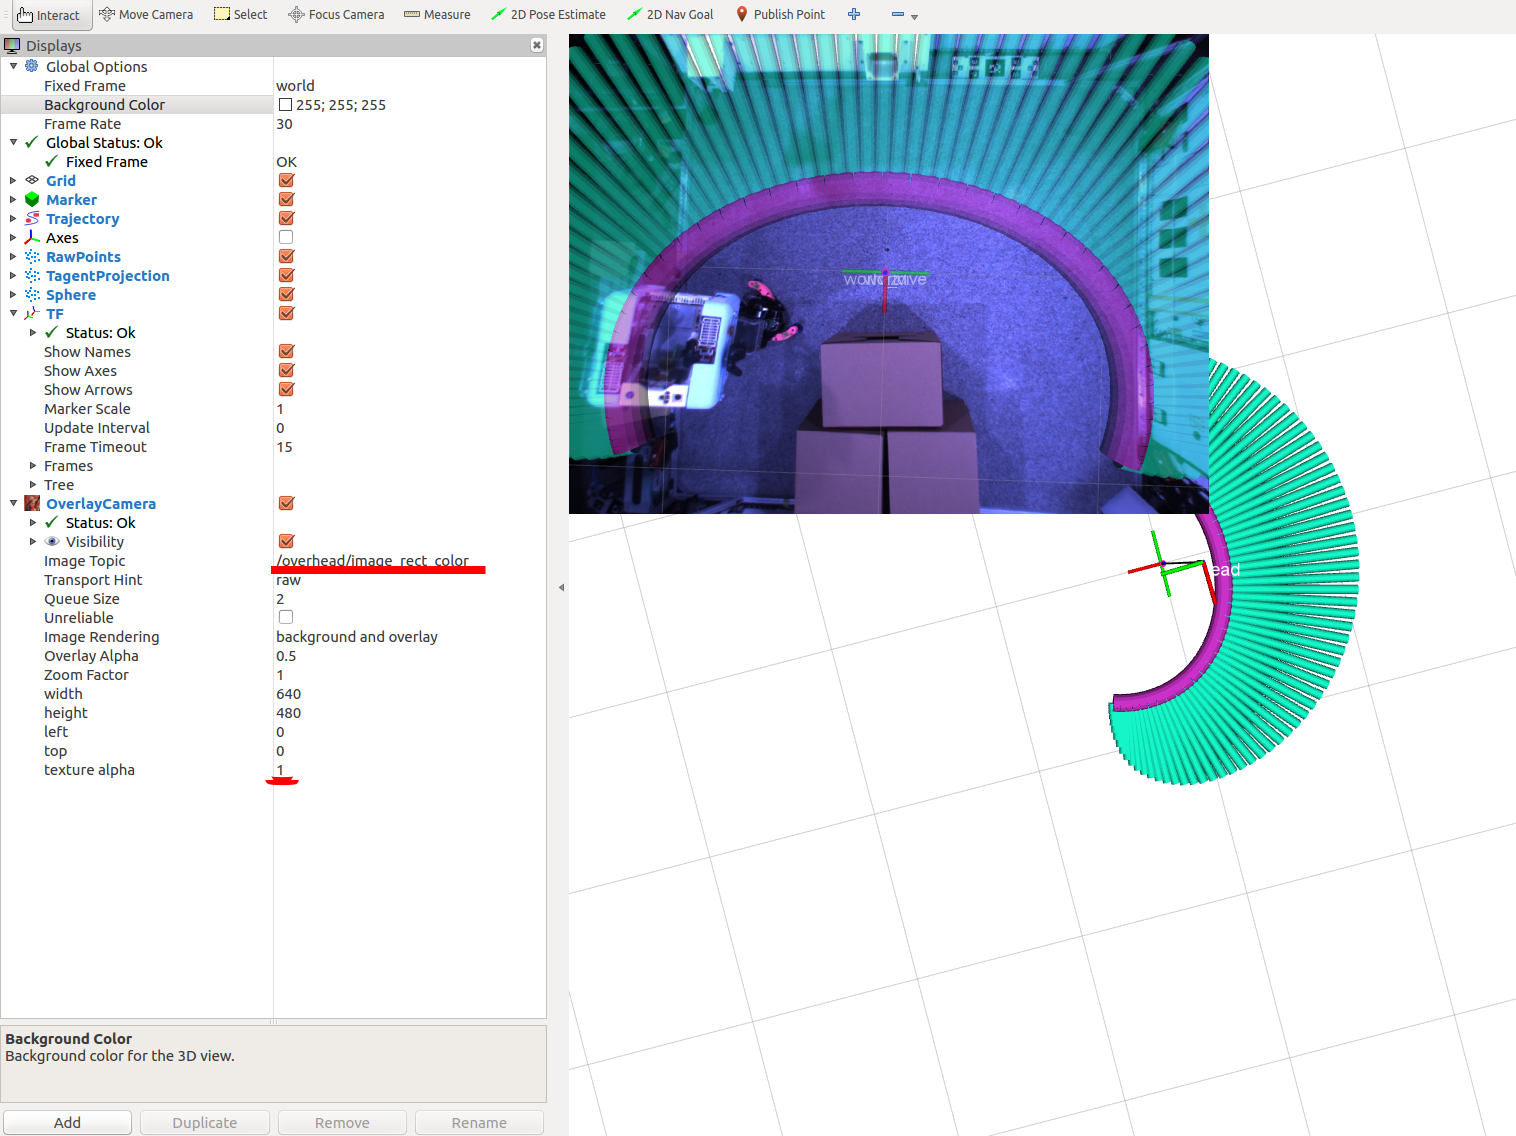 Interact Move Camera Select Focus Camera Measure 2D Pose Estimate 2D Nav Goal Publish Point
Displays
Global Options
Fixed Frame world
Background Color 255; 255; 255
Frame Rate 30
Global Status: Ok
Fixed Frame OK
Grid
Marker
Trajectory
Axes
RawPoints
TagentProjection
Sphere
TF
Status: Ok
Show Names
Show Axes
Show Arrows
Marker Scale 1
Update Interval 0
Frame Timeout 15
Frames
Tree
OverlayCamera
Status: Ok
Visibility
Image Topic /overhead/image_rect_color
Transport Hint raw
Queue Size 2
Unreliable
Image Rendering background and overlay
Overlay Alpha 0.5
Zoom Factor 1
width 640
height 480
left 0
top 0
texture alpha 1
ead
Background Color
Background color for the 3D view.
Add Duplicate Remove Rename